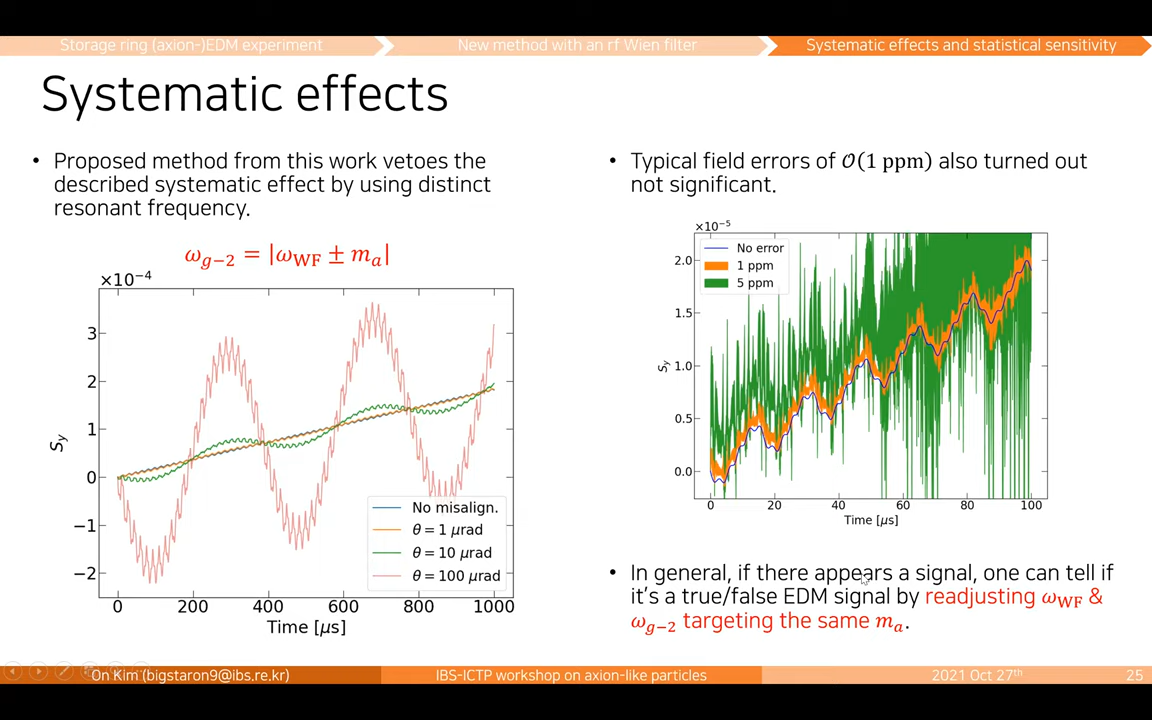 Storage ring (axion-)EDM experiment
New method with an rf Wien filter
Systematic effects and statistical sensitivity
Systematic effects
• Proposed method from this work vetoes the
described systematic effect by using distinct
resonant frequency.
ω_{g−2} = |ω_{WF} ± m_a|
×10⁻⁴
3
2
1
0
−1
−2
S_y
No misalign.
θ = 1 μrad
θ = 10 μrad
θ = 100 μrad
0 200 400 600 800 1000
Time [μs]
• Typical field errors of 𝒪(1 ppm) also turned out
not significant.
×10⁻⁵
No error
1 ppm
5 ppm
2.0
1.5
1.0
0.5
0.0
S_y
0 20 40 60 80 100
Time [μs]
• In general, if there appears a signal, one can tell if
it's a true/false EDM signal by readjusting ω_{WF} &
ω_{g−2} targeting the same m_a.
On Kim (bigstaron9@ibs.re.kr)
IBS-ICTP workshop on axion-like particles
2021 Oct 27th
25